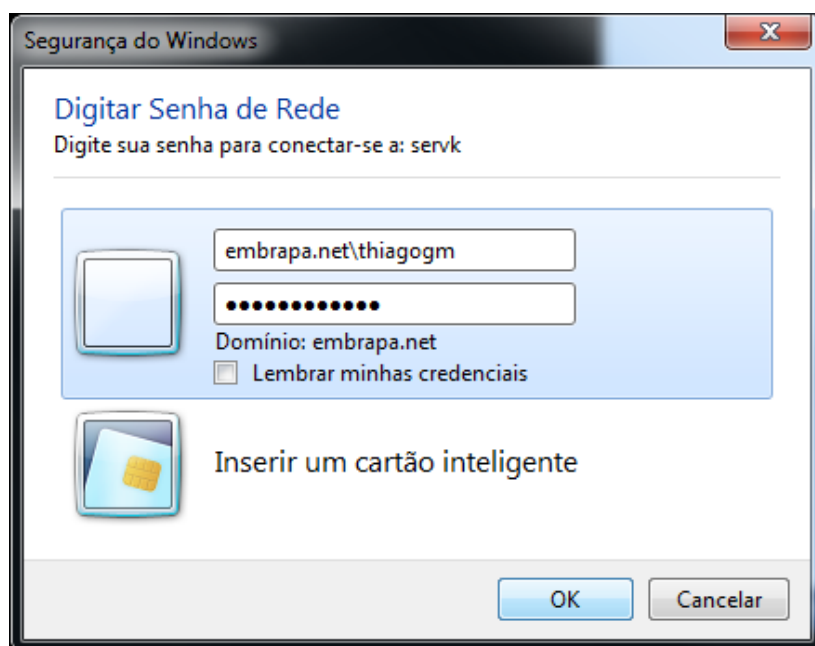 Segurança do Windows
Digitar Senha de Rede
Digite sua senha para conectar-se a: servk
embrapa.net\thiagogm
●●●●●●●●●●●●
Domínio: embrapa.net
Lembrar minhas credenciais
Inserir um cartão inteligente
OK
Cancelar